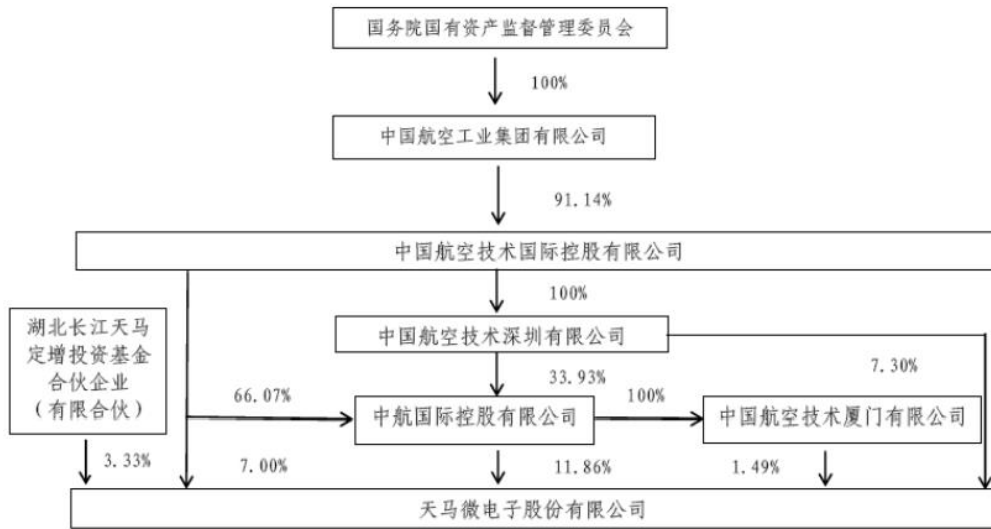 国务院国有资产监督管理委员会
100%
中国航空工业集团有限公司
91.14%
中国航空技术国际控股有限公司
100%
湖北长江天马
定增投资基金
合伙企业
（有限合伙）
中国航空技术深圳有限公司
7.30%
33.93%
66.07%
中航国际控股有限公司
100%
中国航空技术厦门有限公司
3.33%
7.00%
11.86%
1.49%
天马微电子股份有限公司